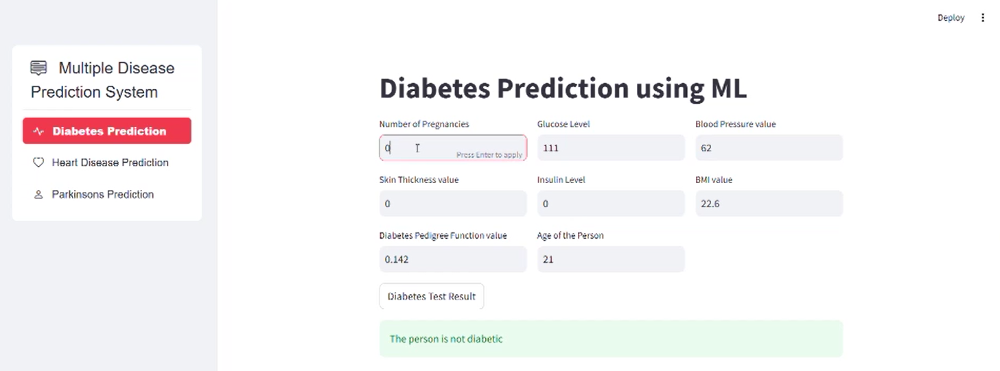 Deploy
Multiple Disease
Prediction System
Diabetes Prediction
Heart Disease Prediction
Parkinsons Prediction
Diabetes Prediction using ML
Number of Pregnancies Glucose Level Blood Pressure value
0 Press Enter to apply 111 62
Skin Thickness value Insulin Level BMI value
0 0 22.6
Diabetes Pedigree Function value Age of the Person
0.142 21
Diabetes Test Result
The person is not diabetic